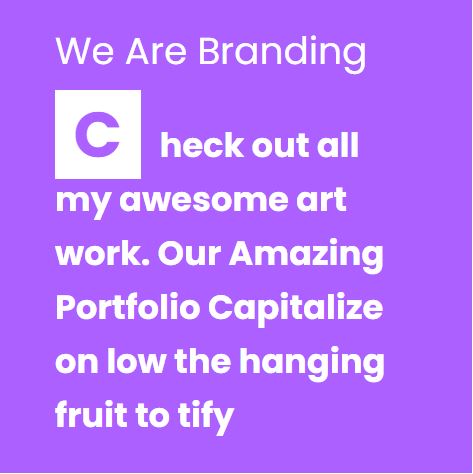 We Are Branding
Check out all
my awesome art
work. Our Amazing
Portfolio Capitalize
on low the hanging
fruit to tify